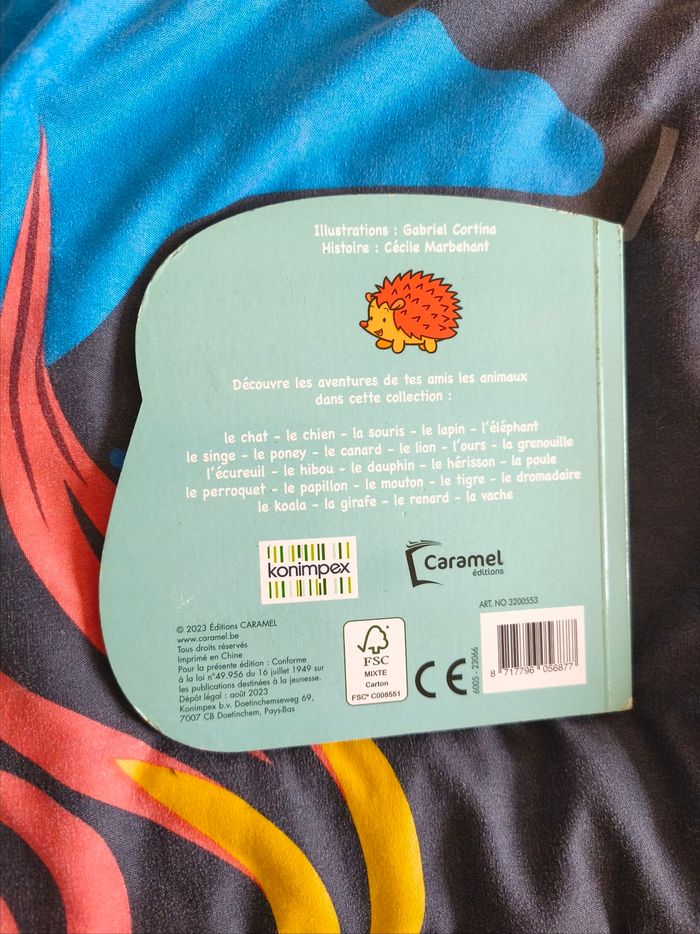 Illustrations : Gabriel Cortina
Histoire : Cécile Marbehant
Découvre les aventures de tes amis les animaux
dans cette collection :
le chat - le chien - la souris - le lapin - l'éléphant
le singe - le poney - le canard - le lion - l'ours - la grenouille
l'écureuil - le hibou - le dauphin - le hérisson - la poule
le perroquet - le papillon - le mouton - le tigre - le dromadaire
le koala - la girafe - le renard - la vache
konimpex
Caramel
éditions
© 2023 Éditions CARAMEL
www.caramel.be
Tous droits réservés
Imprimé en Chine
Pour la présente édition : Conforme
à la loi n°49.956 du 16 juillet 1949 sur
les publications destinées à la jeunesse.
Dépôt légal : août 2023
Konimpex b.v. Doetinchemseweg 69,
7007 CB Doetinchem, Pays-Bas
FSC
MIXTE
Carton
FSC® C008551
CE
6005 - 23066
ART. NO 3200553
8 717796 056877